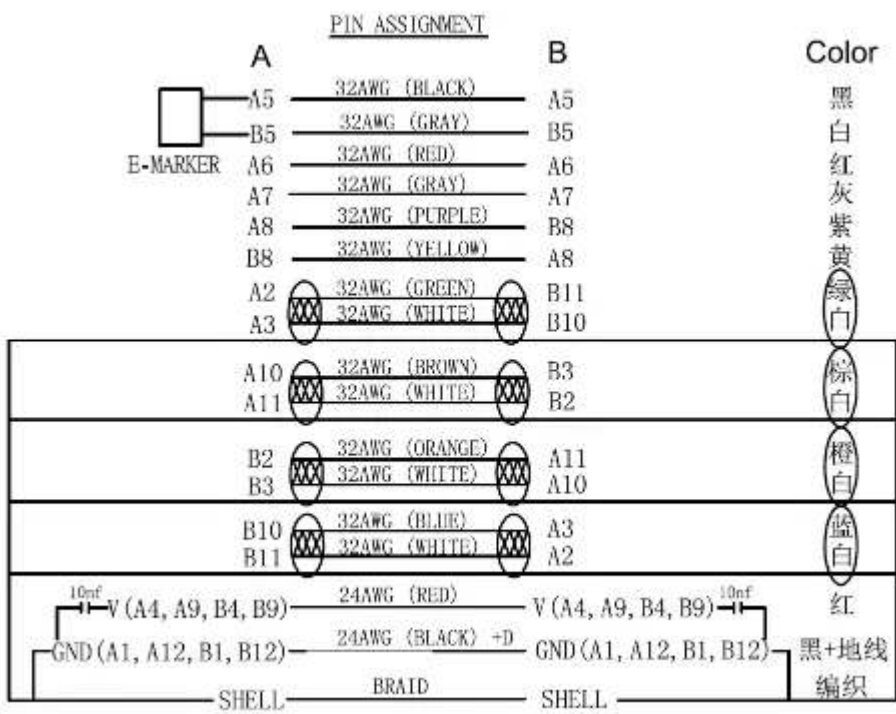 PIN ASSIGNMENT
A B Color
A5 32AWG (BLACK) A5 黑
B5 32AWG (GRAY) B5 白
E-MARKER A6 32AWG (RED) A6 红
A7 32AWG (GRAY) A7 灰
A8 32AWG (PURPLE) B8 紫
B8 32AWG (YELLOW) A8 黄
A2 32AWG (GREEN) B11 绿
A3 32AWG (WHITE) B10 白
A10 32AWG (BROWN) B3 棕
A11 32AWG (WHITE) B2 白
B2 32AWG (ORANGE) A11 橙
B3 32AWG (WHITE) A10 白
B10 32AWG (BLUE) A3 蓝
B11 32AWG (WHITE) A2 白
10nf V(A4, A9, B4, B9) 24AWG (RED) V(A4, A9, B4, B9) 10nf 红
GND(A1, A12, B1, B12) 24AWG (BLACK) +D GND(A1, A12, B1, B12) 黑+地线
SHELL BRAID SHELL 编织